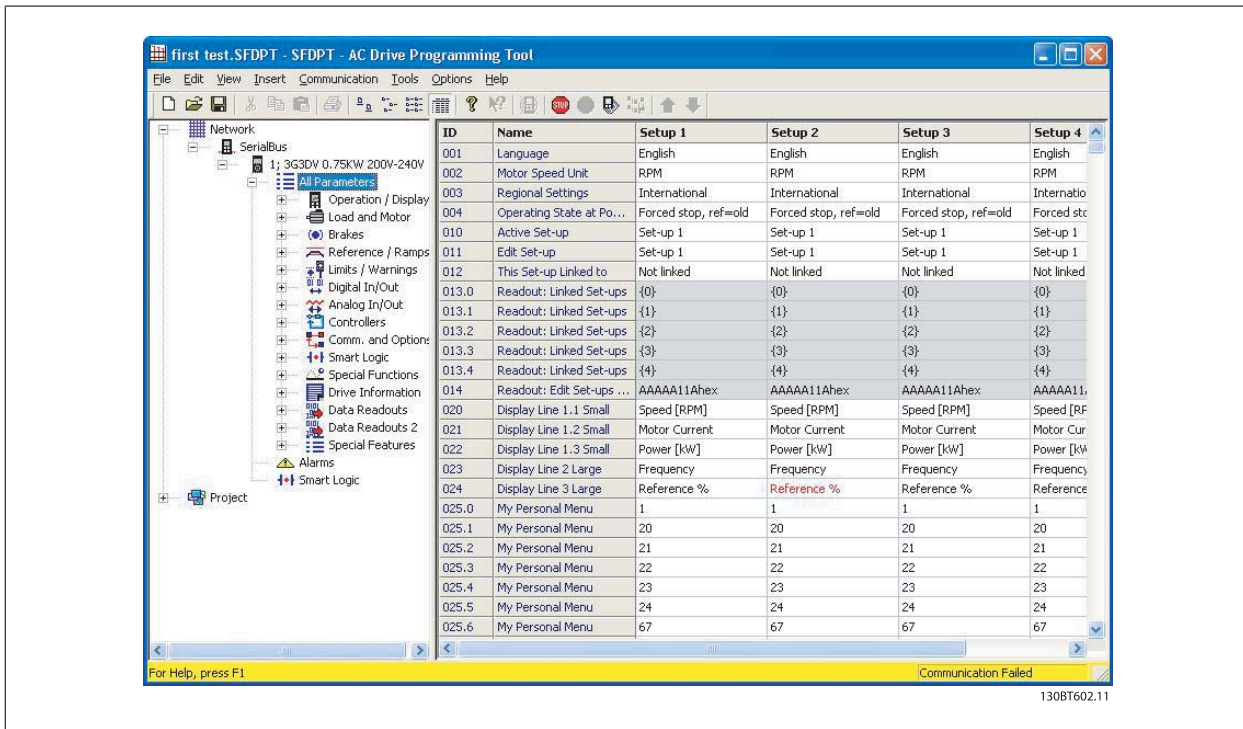 first test.SFDPT - SFDPT - AC Drive Programming Tool
File Edit View Insert Communication Tools Options Help
Network
SerialBus
1; 3G3DV 0.75KW 200V-240V
All Parameters
Operation / Display
Load and Motor
Brakes
Reference / Ramps
Limits / Warnings
Digital In/Out
Analog In/Out
Controllers
Comm. and Options
Smart Logic
Special Functions
Drive Information
Data Readouts
Data Readouts 2
Special Features
Alarms
Smart Logic
Project
ID Name Setup 1 Setup 2 Setup 3 Setup 4
001 Language English English English English
002 Motor Speed Unit RPM RPM RPM RPM
003 Regional Settings International International International Internatio
004 Operating State at Po... Forced stop, ref=old Forced stop, ref=old Forced stop, ref=old Forced sto
010 Active Set-up Set-up 1 Set-up 1 Set-up 1 Set-up 1
011 Edit Set-up Set-up 1 Set-up 1 Set-up 1 Set-up 1
012 This Set-up Linked to Not linked Not linked Not linked Not linked
013.0 Readout: Linked Set-ups {0} {0} {0} {0}
013.1 Readout: Linked Set-ups {1} {1} {1} {1}
013.2 Readout: Linked Set-ups {2} {2} {2} {2}
013.3 Readout: Linked Set-ups {3} {3} {3} {3}
013.4 Readout: Linked Set-ups {4} {4} {4} {4}
014 Readout: Edit Set-ups ... AAAAA11Ahex AAAAA11Ahex AAAAA11Ahex AAAAA11
020 Display Line 1.1 Small Speed [RPM] Speed [RPM] Speed [RPM] Speed [RP
021 Display Line 1.2 Small Motor Current Motor Current Motor Current Motor Cur
022 Display Line 1.3 Small Power [kW] Power [kW] Power [kW] Power [kW
023 Display Line 2 Large Frequency Frequency Frequency Frequency
024 Display Line 3 Large Reference % Reference % Reference % Reference
025.0 My Personal Menu 1 1 1 1
025.1 My Personal Menu 20 20 20 20
025.2 My Personal Menu 21 21 21 21
025.3 My Personal Menu 22 22 22 22
025.4 My Personal Menu 23 23 23 23
025.5 My Personal Menu 24 24 24 24
025.6 My Personal Menu 67 67 67 67
For Help, press F1 Communication Failed
130BT602.11